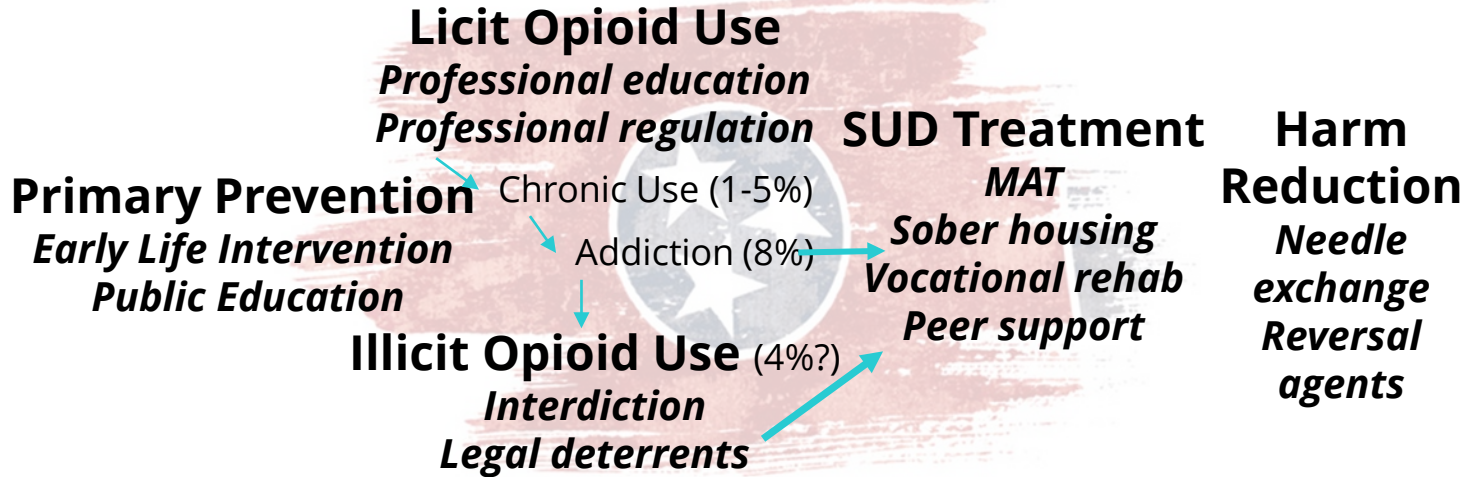 Licit Opioid Use
Professional education
Professional regulation
Chronic Use (1-5%)
Addiction (8%)
Primary Prevention
Early Life Intervention
Public Education
Illicit Opioid Use (4%?)
Interdiction
Legal deterrents
SUD Treatment
MAT
Sober housing
Vocational rehab
Peer support
Harm
Reduction
Needle
exchange
Reversal
agents